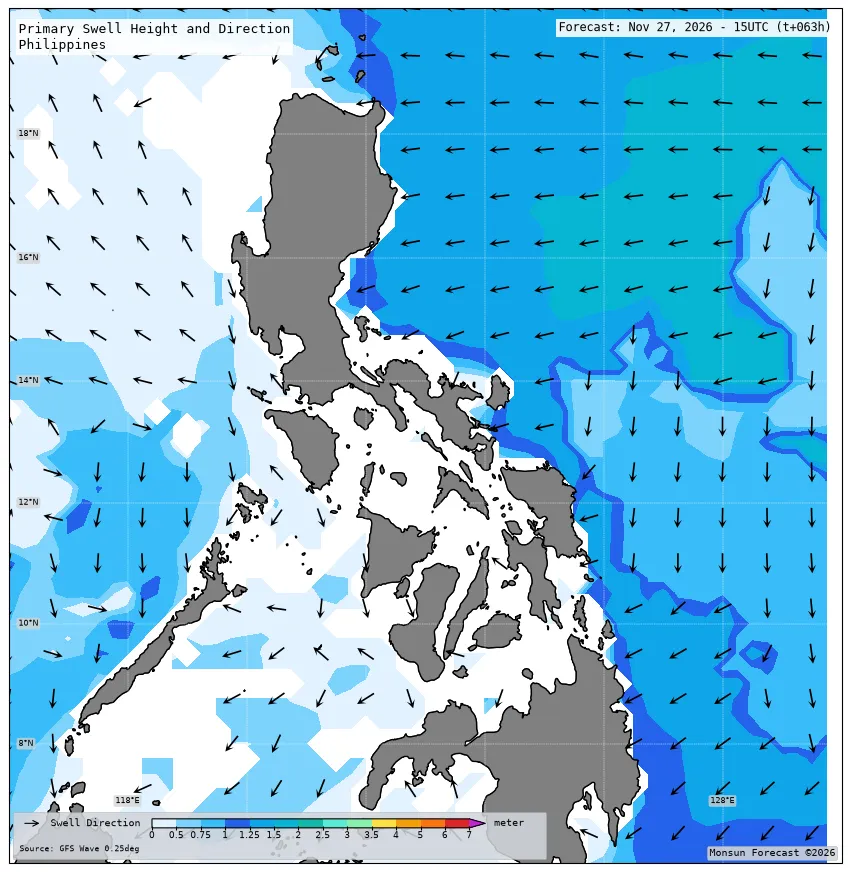 Primary Swell Height and Direction
Philippines
Forecast: Nov 27, 2026 - 15UTC (t+063h)
18°N
16°N
14°N
12°N
10°N
8°N
118°E
128°E
Swell Direction
0 0.5 0.75 1 1.25 1.5 2 2.5 3 3.5 4 5 6 7
meter
Source: GFS Wave 0.25deg
Monsun Forecast ©2026